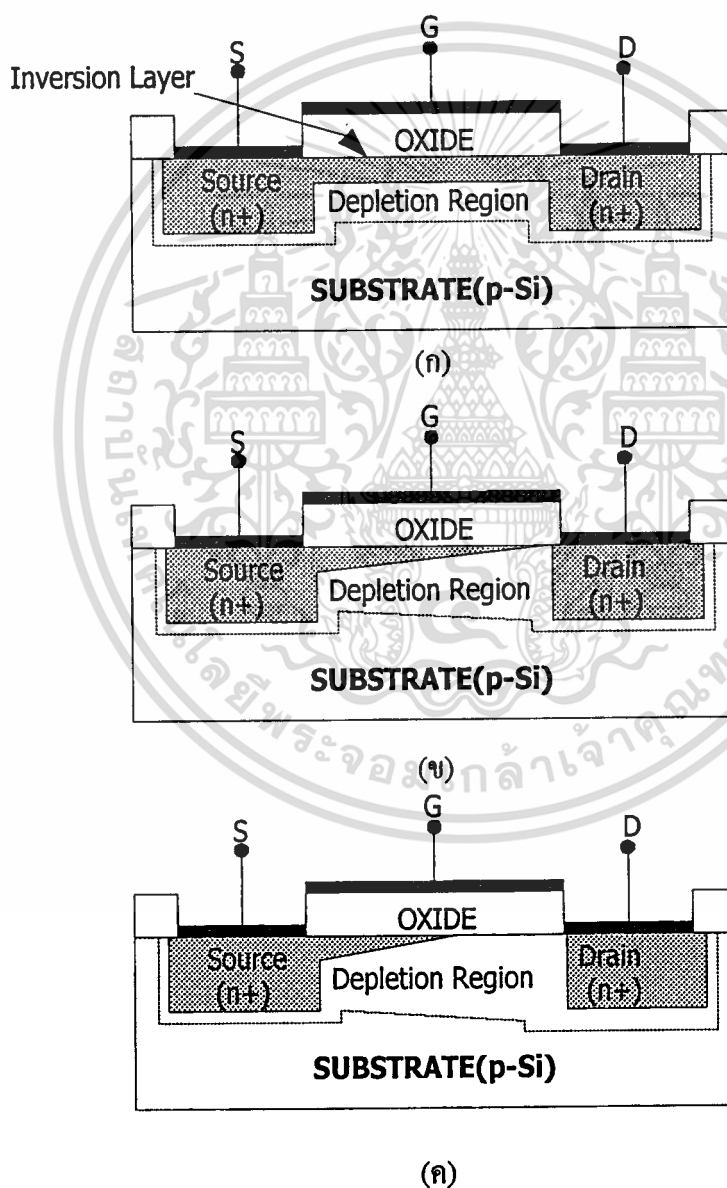 G
S
D
Inversion Layer
OXIDE
Source
(n+)
Drain
(n+)
Depletion Region
SUBSTRATE(p-Si)
(ก)
G
S
D
OXIDE
Source
(n+)
Drain
(n+)
Depletion Region
SUBSTRATE(p-Si)
(ข)
G
S
D
OXIDE
Source
(n+)
Drain
(n+)
Depletion Region
SUBSTRATE(p-Si)
(ค)